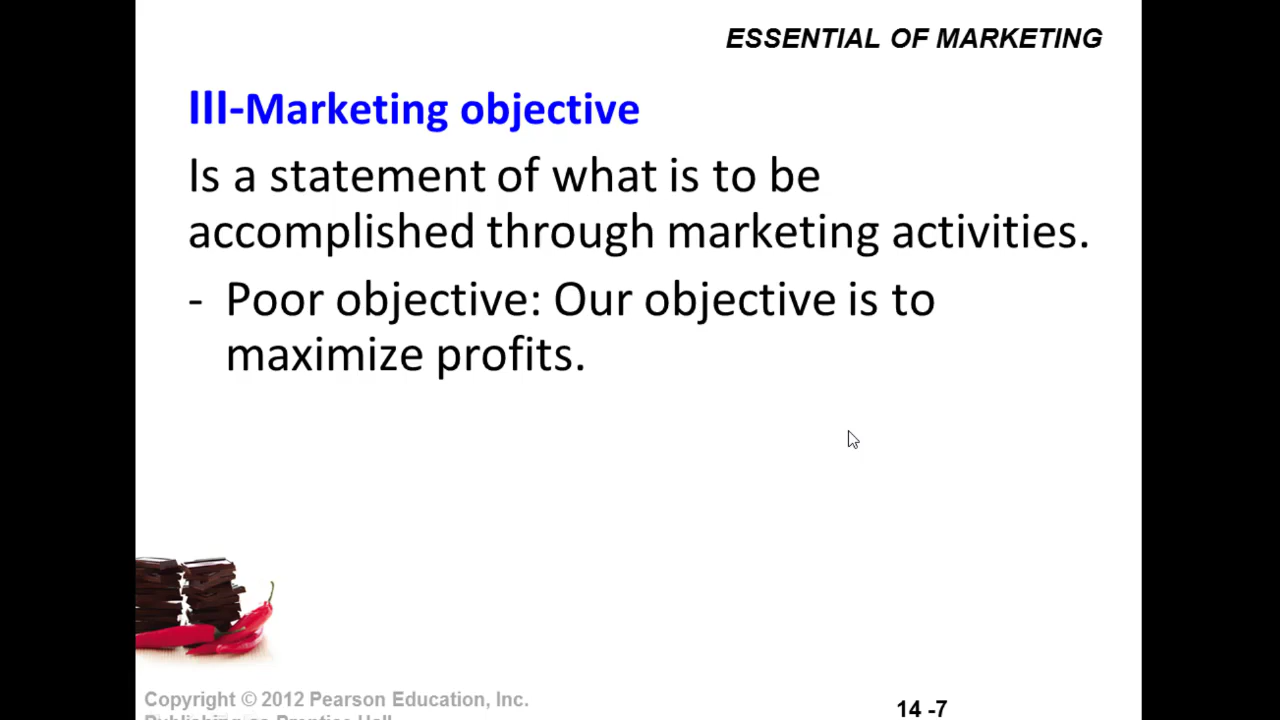 ESSENTIAL OF MARKETING
III-Marketing objective
Is a statement of what is to be
accomplished through marketing activities.
- Poor objective: Our objective is to
maximize profits.
Copyright © 2012 Pearson Education, Inc.
Publishing as Prentice Hall
14 -7